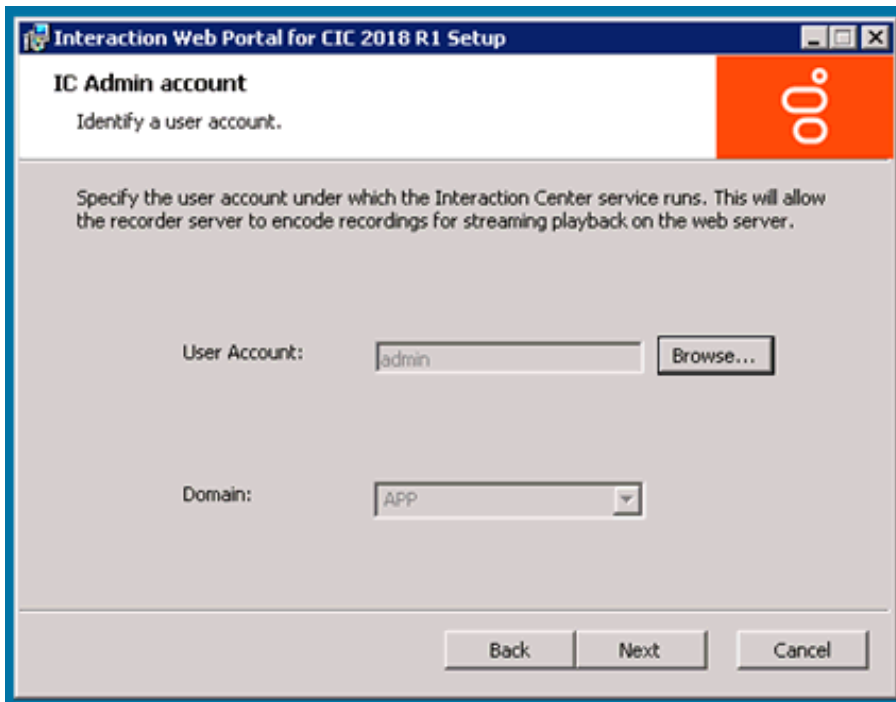 Interaction Web Portal for CIC 2018 R1 Setup
IC Admin account
Identify a user account.
Specify the user account under which the Interaction Center service runs. This will allow
the recorder server to encode recordings for streaming playback on the web server.
User Account:
admin
Browse...
Domain:
APP
Back
Next
Cancel